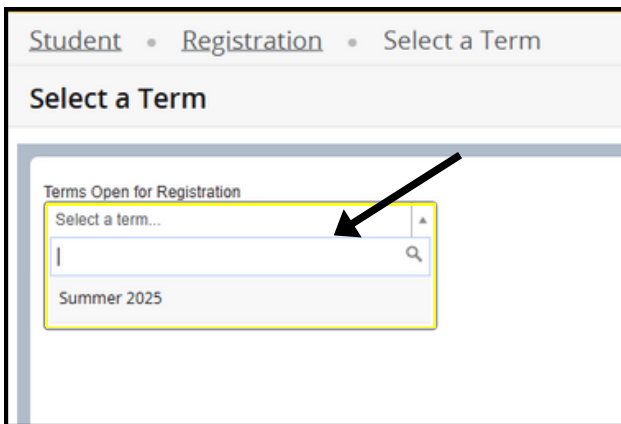 Student • Registration • Select a Term
Select a Term
Terms Open for Registration
Select a term...
Summer 2025